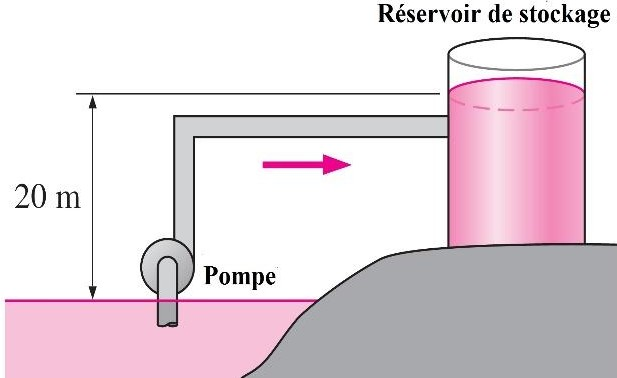 Réservoir de stockage
20 m
Pompe